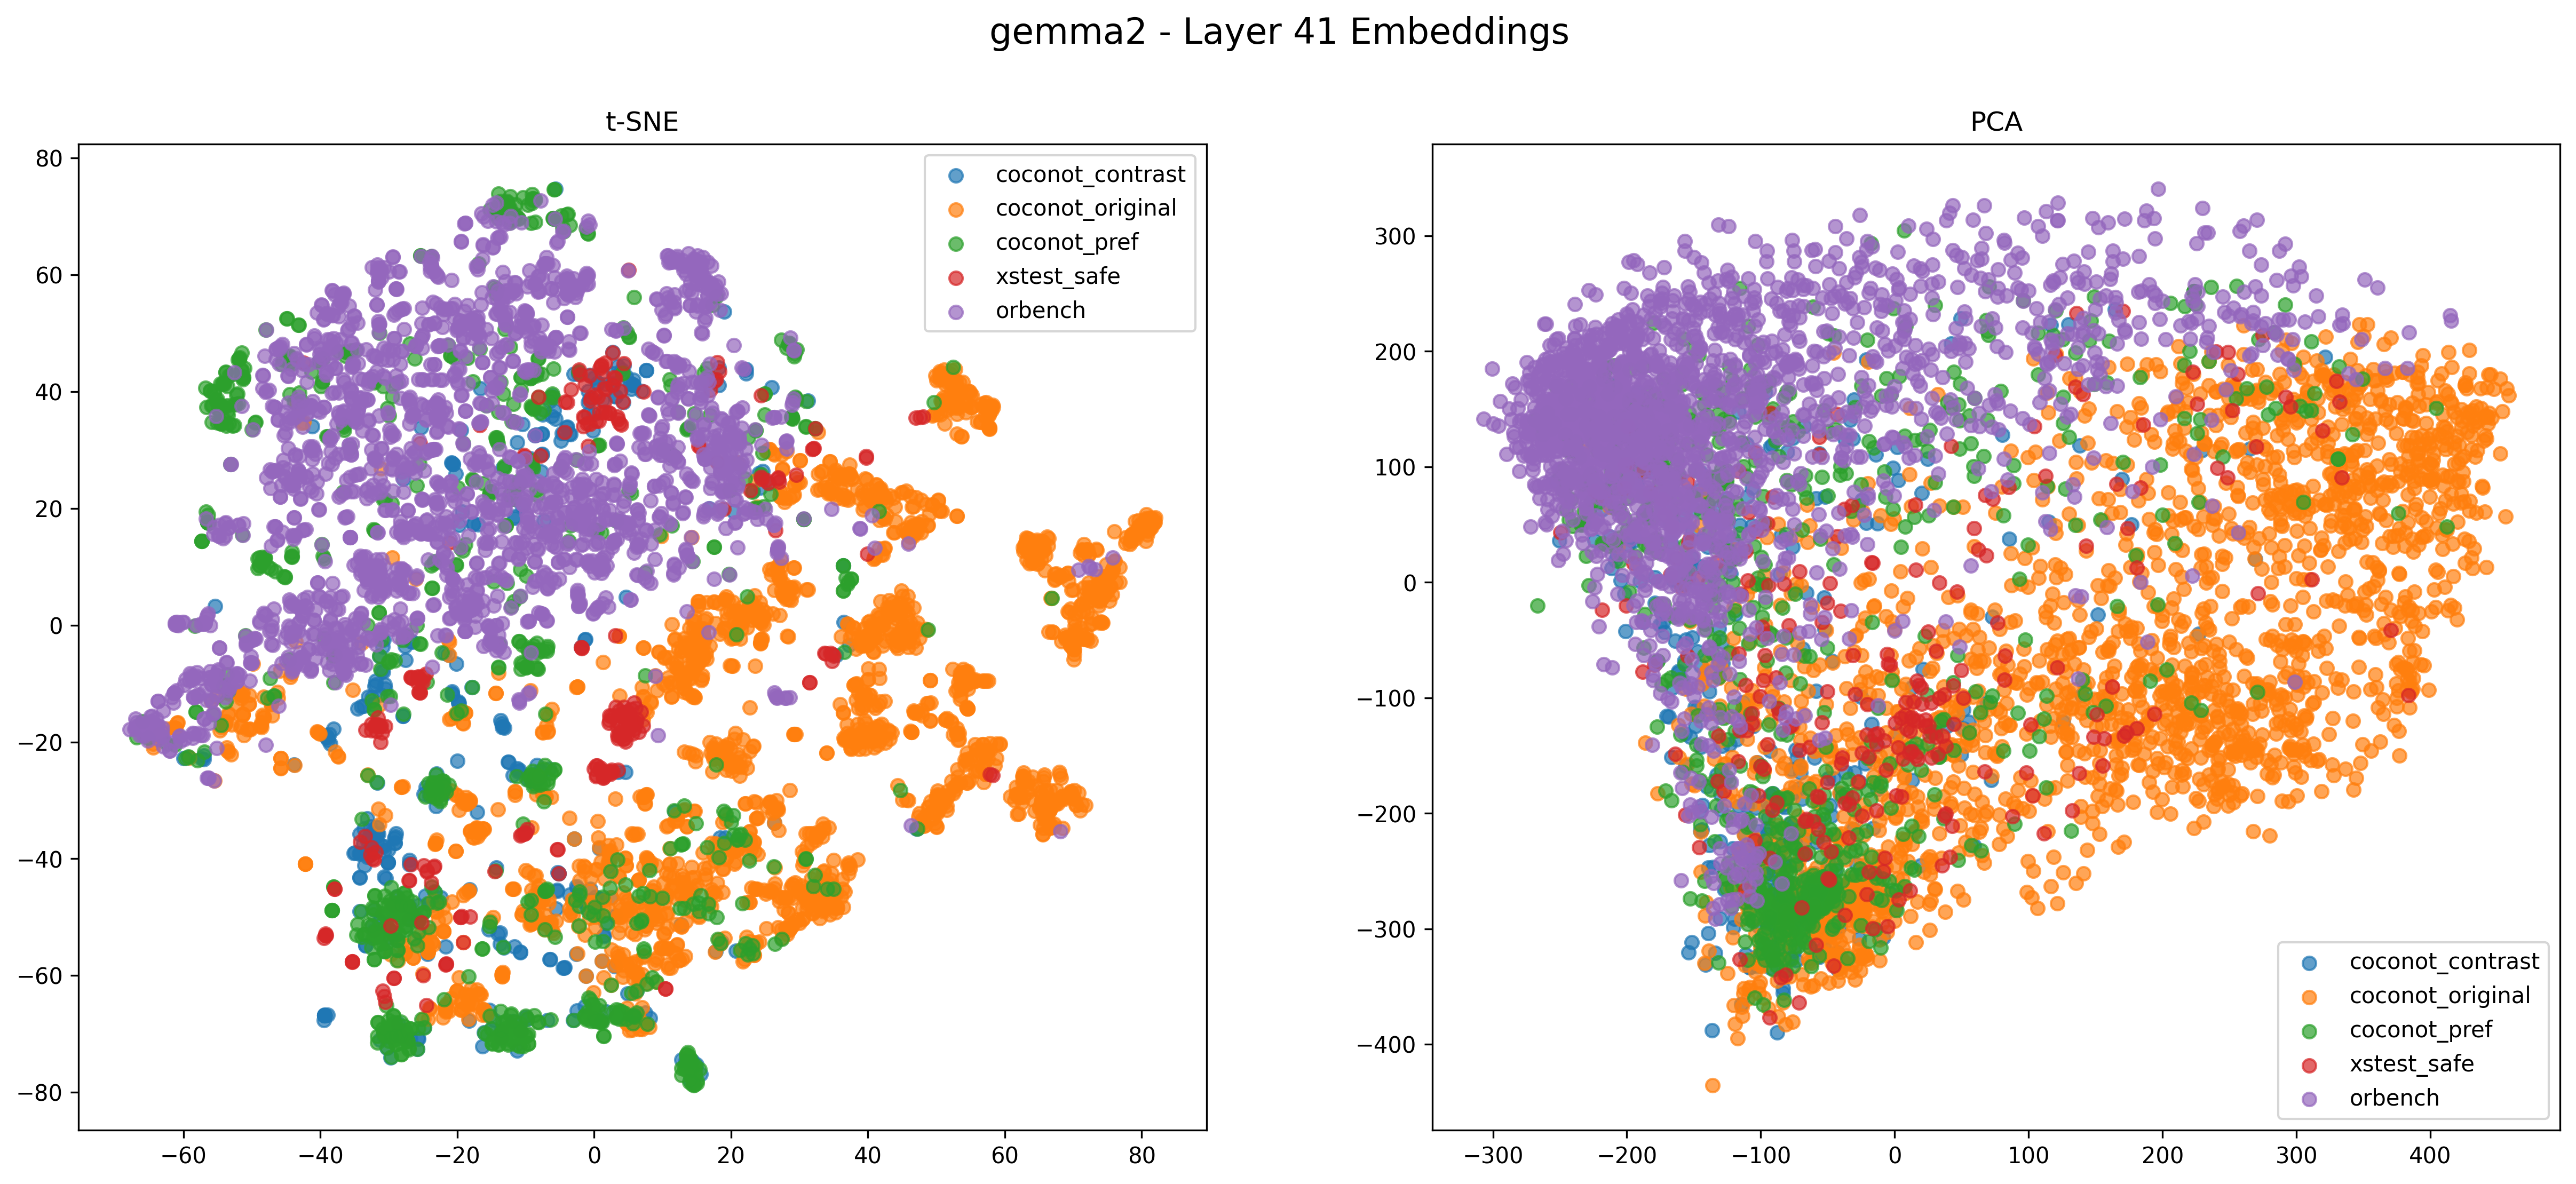 gemma2 - Layer 41 Embeddings
t-SNE
80
60
40
20
0
−20
−40
−60
−80
−60
−40
−20
0
20
40
60
80
coconot_contrast
coconot_original
coconot_pref
xstest_safe
orbench
PCA
300
200
100
0
−100
−200
−300
−400
−300
−200
−100
0
100
200
300
400
coconot_contrast
coconot_original
coconot_pref
xstest_safe
orbench